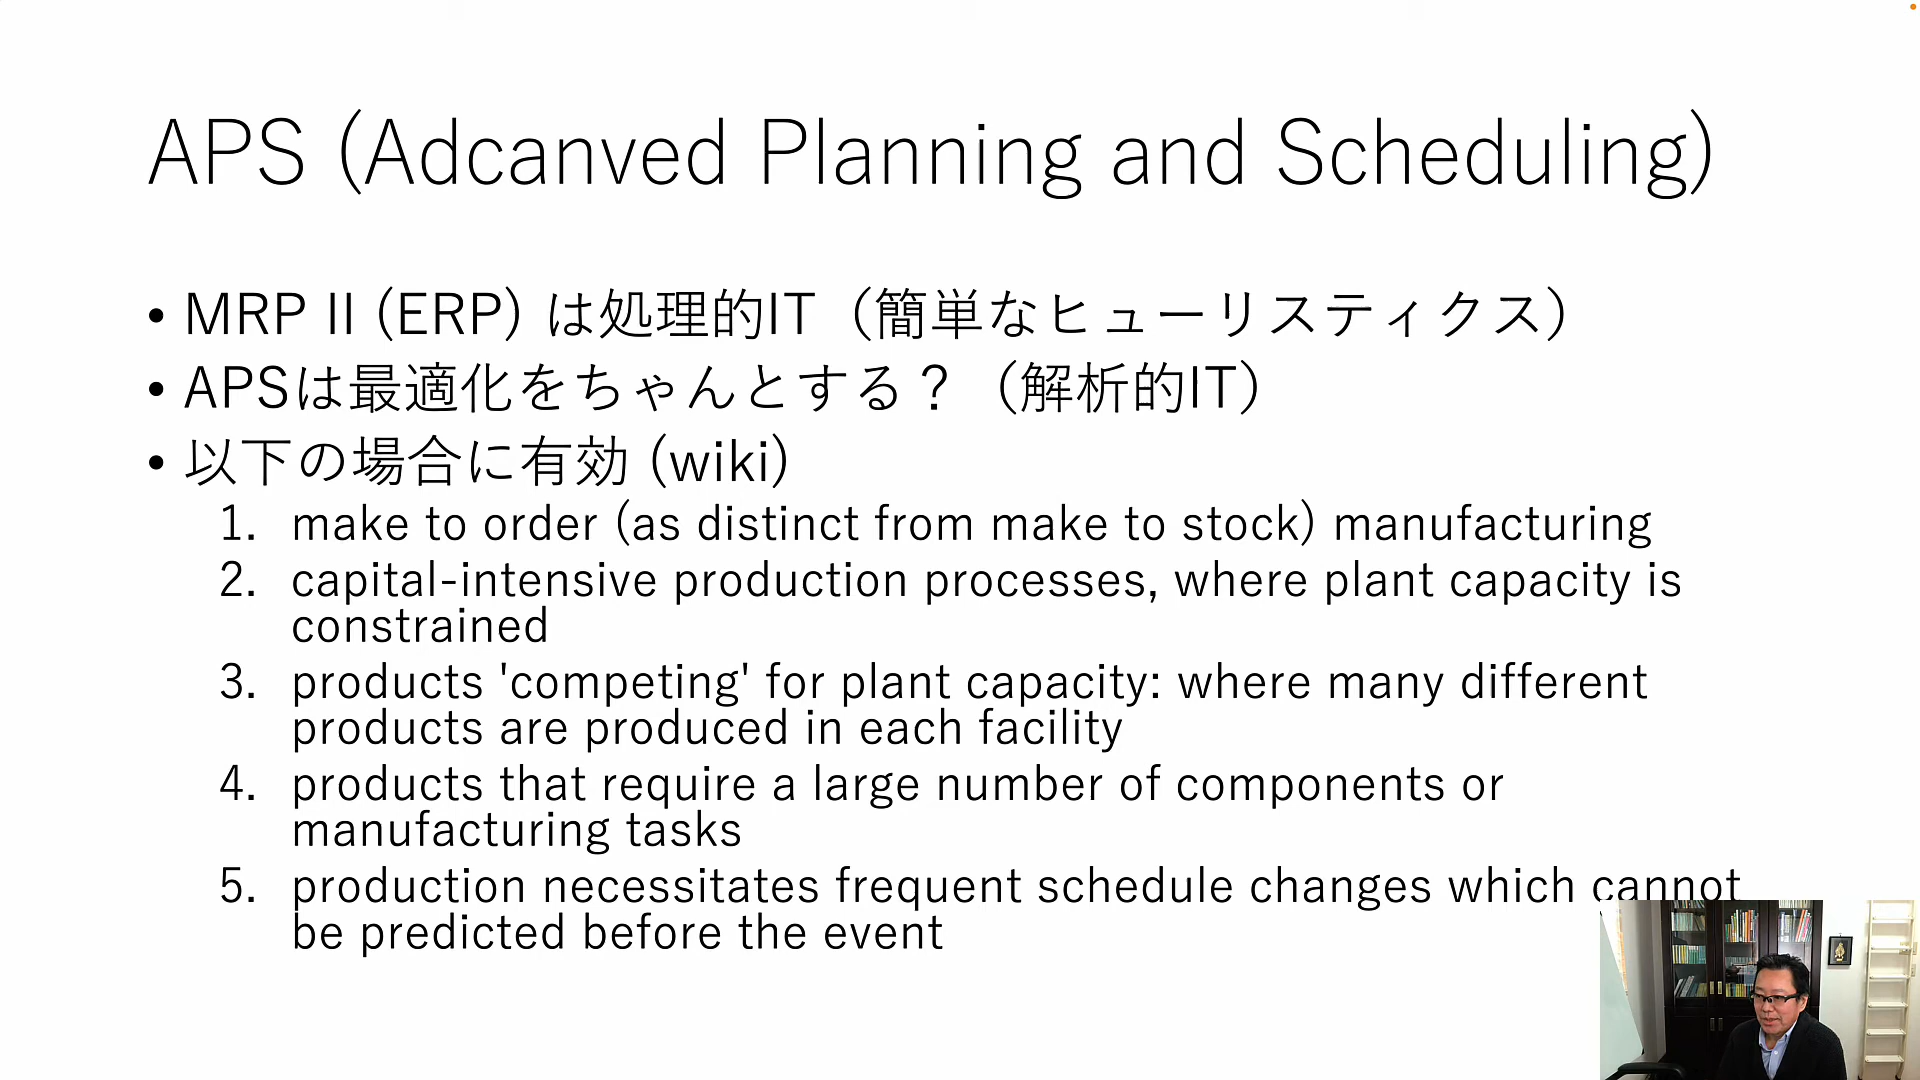 APS (Adcanved Planning and Scheduling)
• MRP II (ERP) は処理的IT（簡単なヒューリスティクス）
• APSは最適化をちゃんとする？（解析的IT）
• 以下の場合に有効 (wiki)
1. make to order (as distinct from make to stock) manufacturing
2. capital-intensive production processes, where plant capacity is
constrained
3. products 'competing' for plant capacity: where many different
products are produced in each facility
4. products that require a large number of components or
manufacturing tasks
5. production necessitates frequent schedule changes which cannot
be predicted before the event